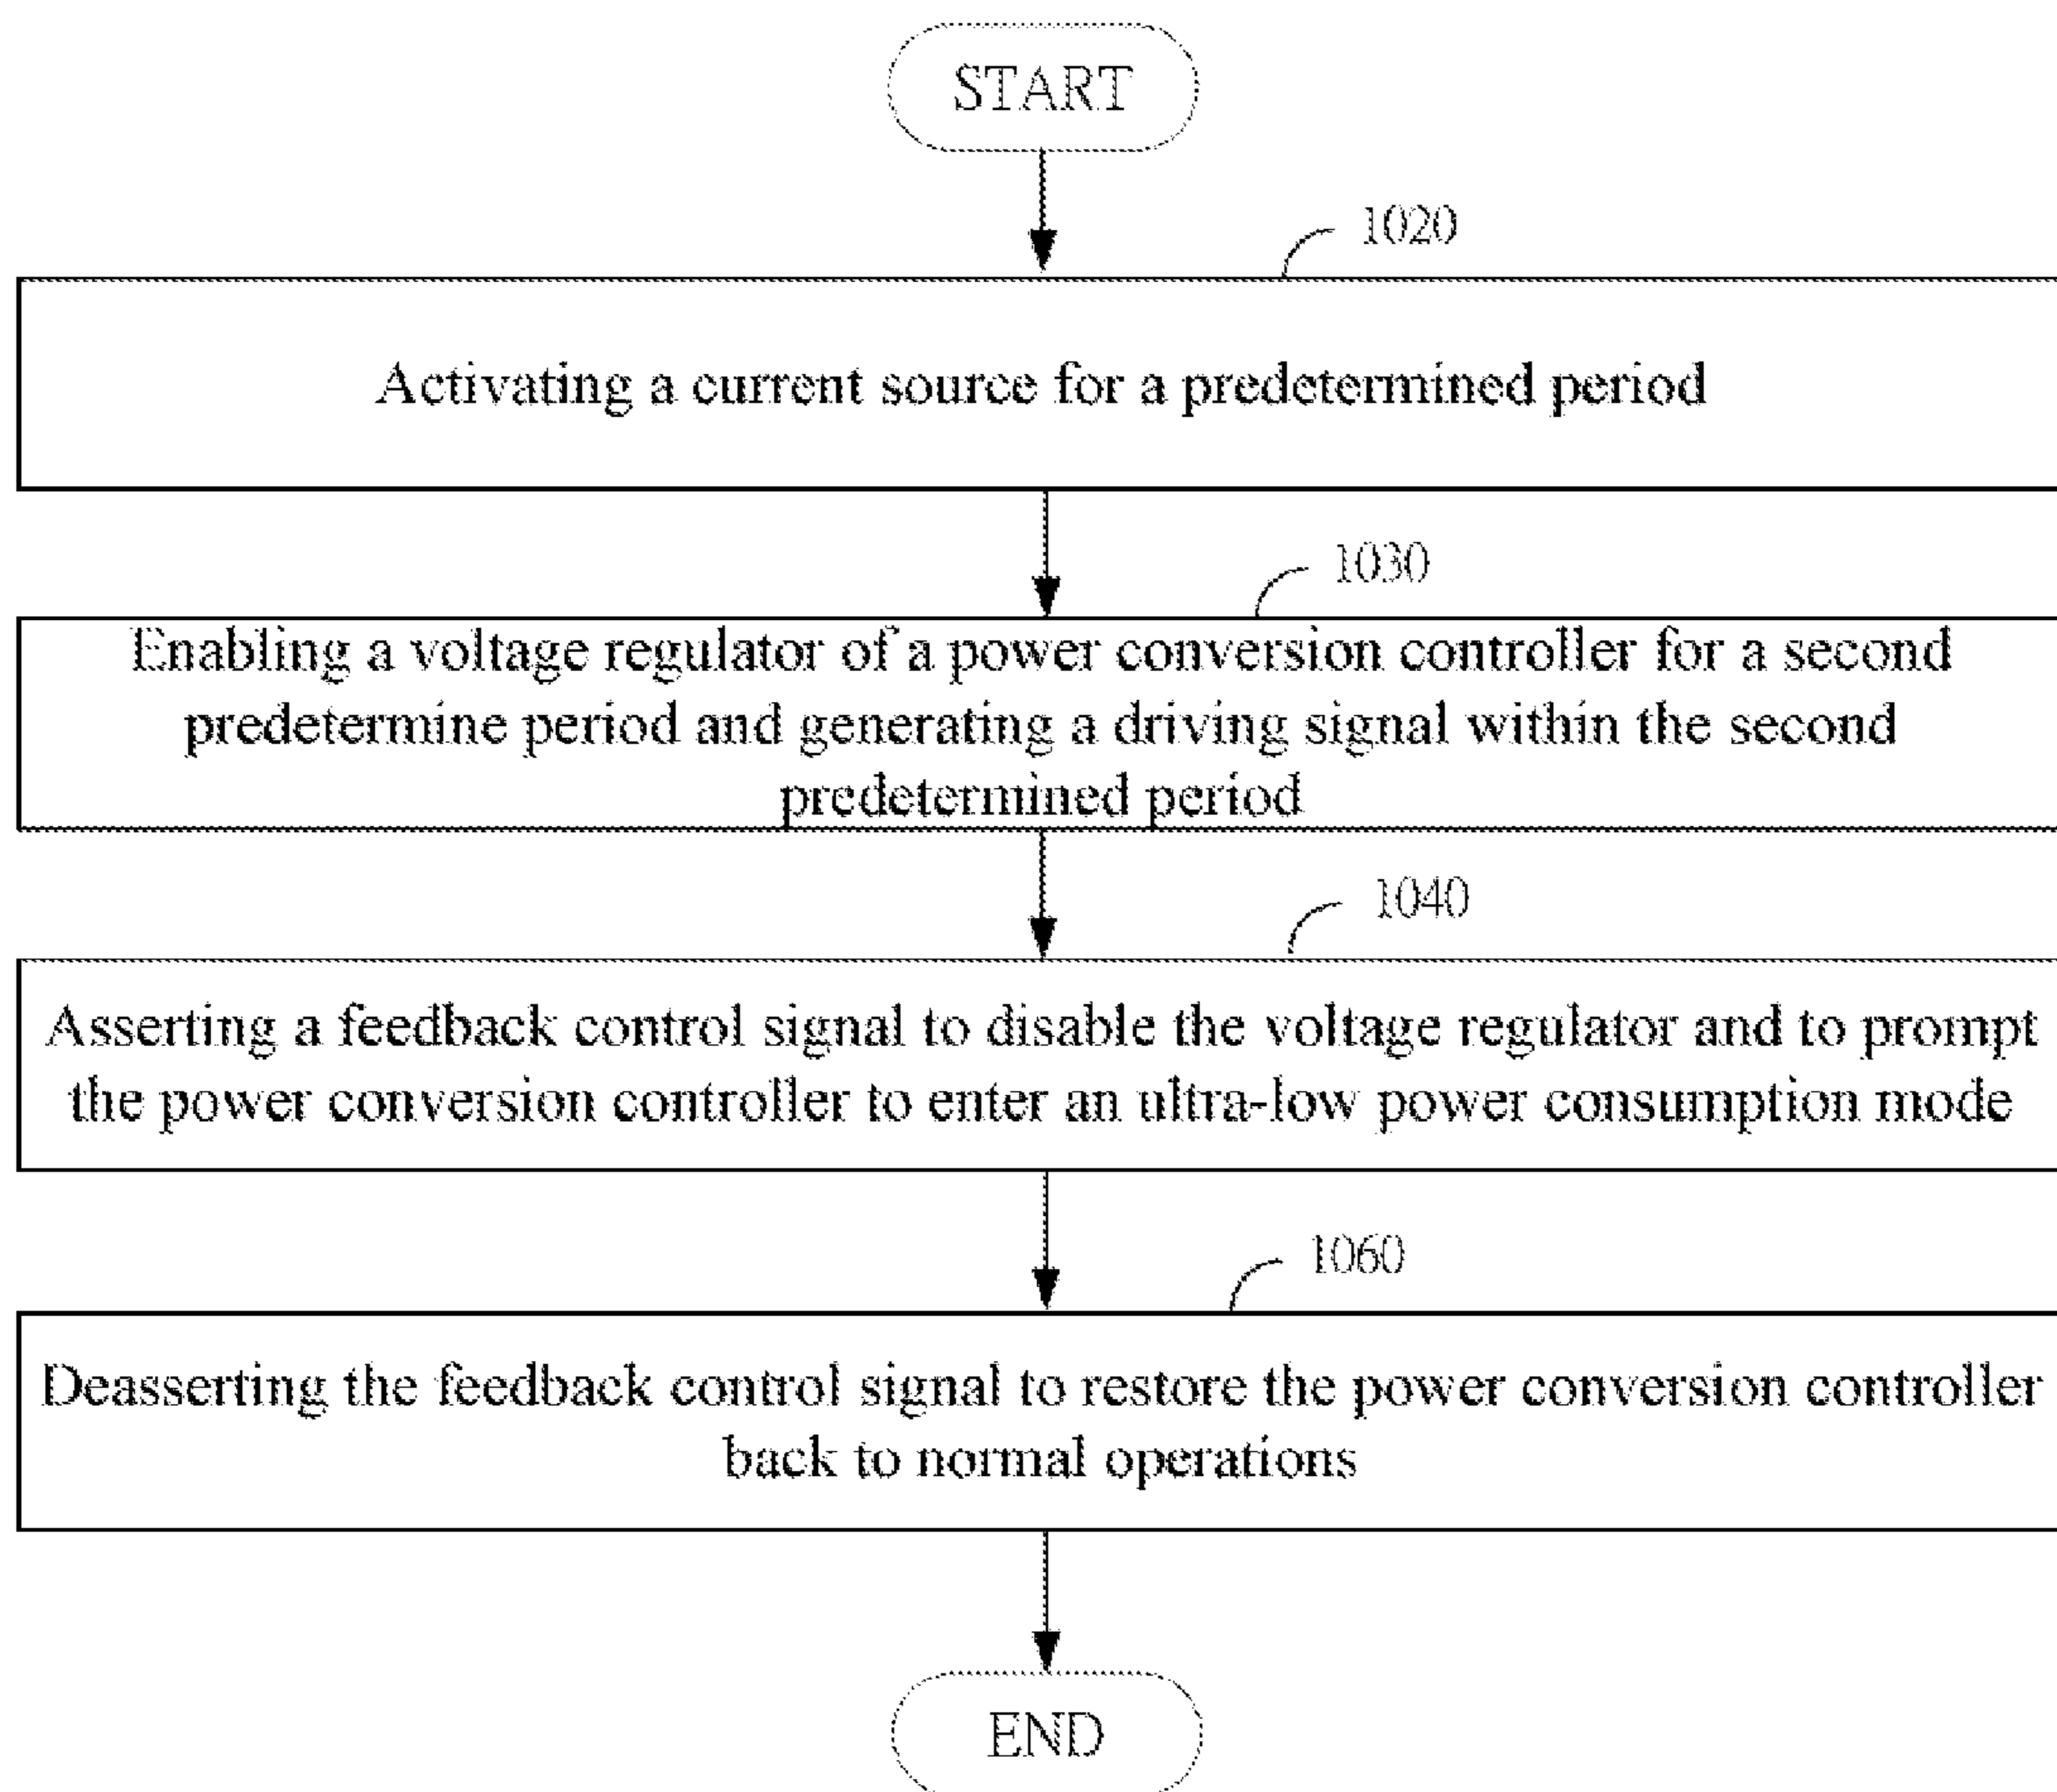 START
1020
Activating a current source for a predetermined period
1030
Enabling a voltage regulator of a power conversion controller for a second
predetermine period and generating a driving signal within the second
predetermined period
1040
Asserting a feedback control signal to disable the voltage regulator and to prompt
the power conversion controller to enter an ultra-low power consumption mode
1060
Deasserting the feedback control signal to restore the power conversion controller
back to normal operations
END